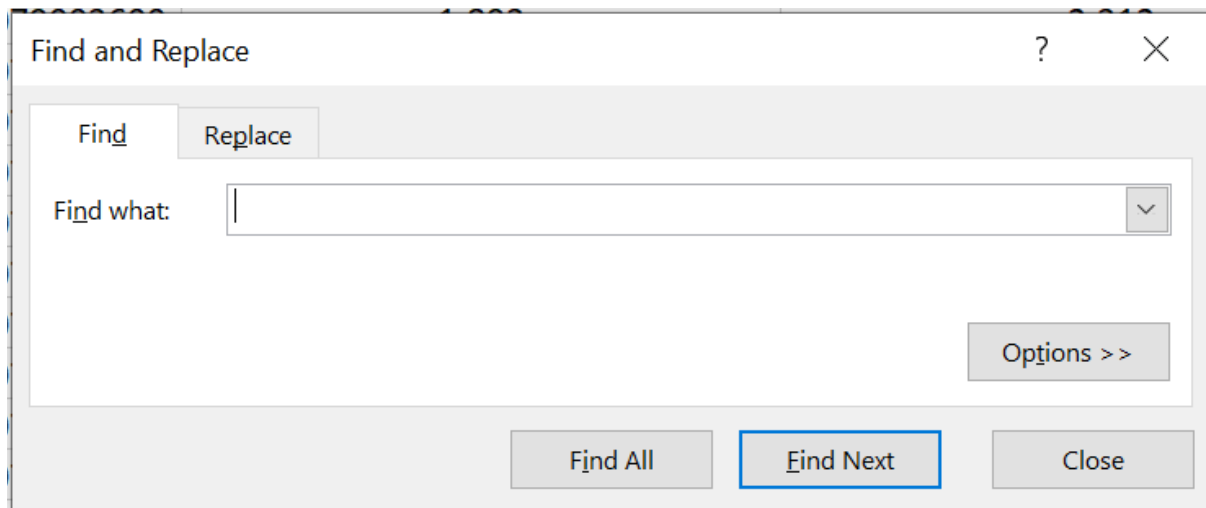 Find and Replace ?
Find Replace
Find what:
Options >>
Find All Find Next Close